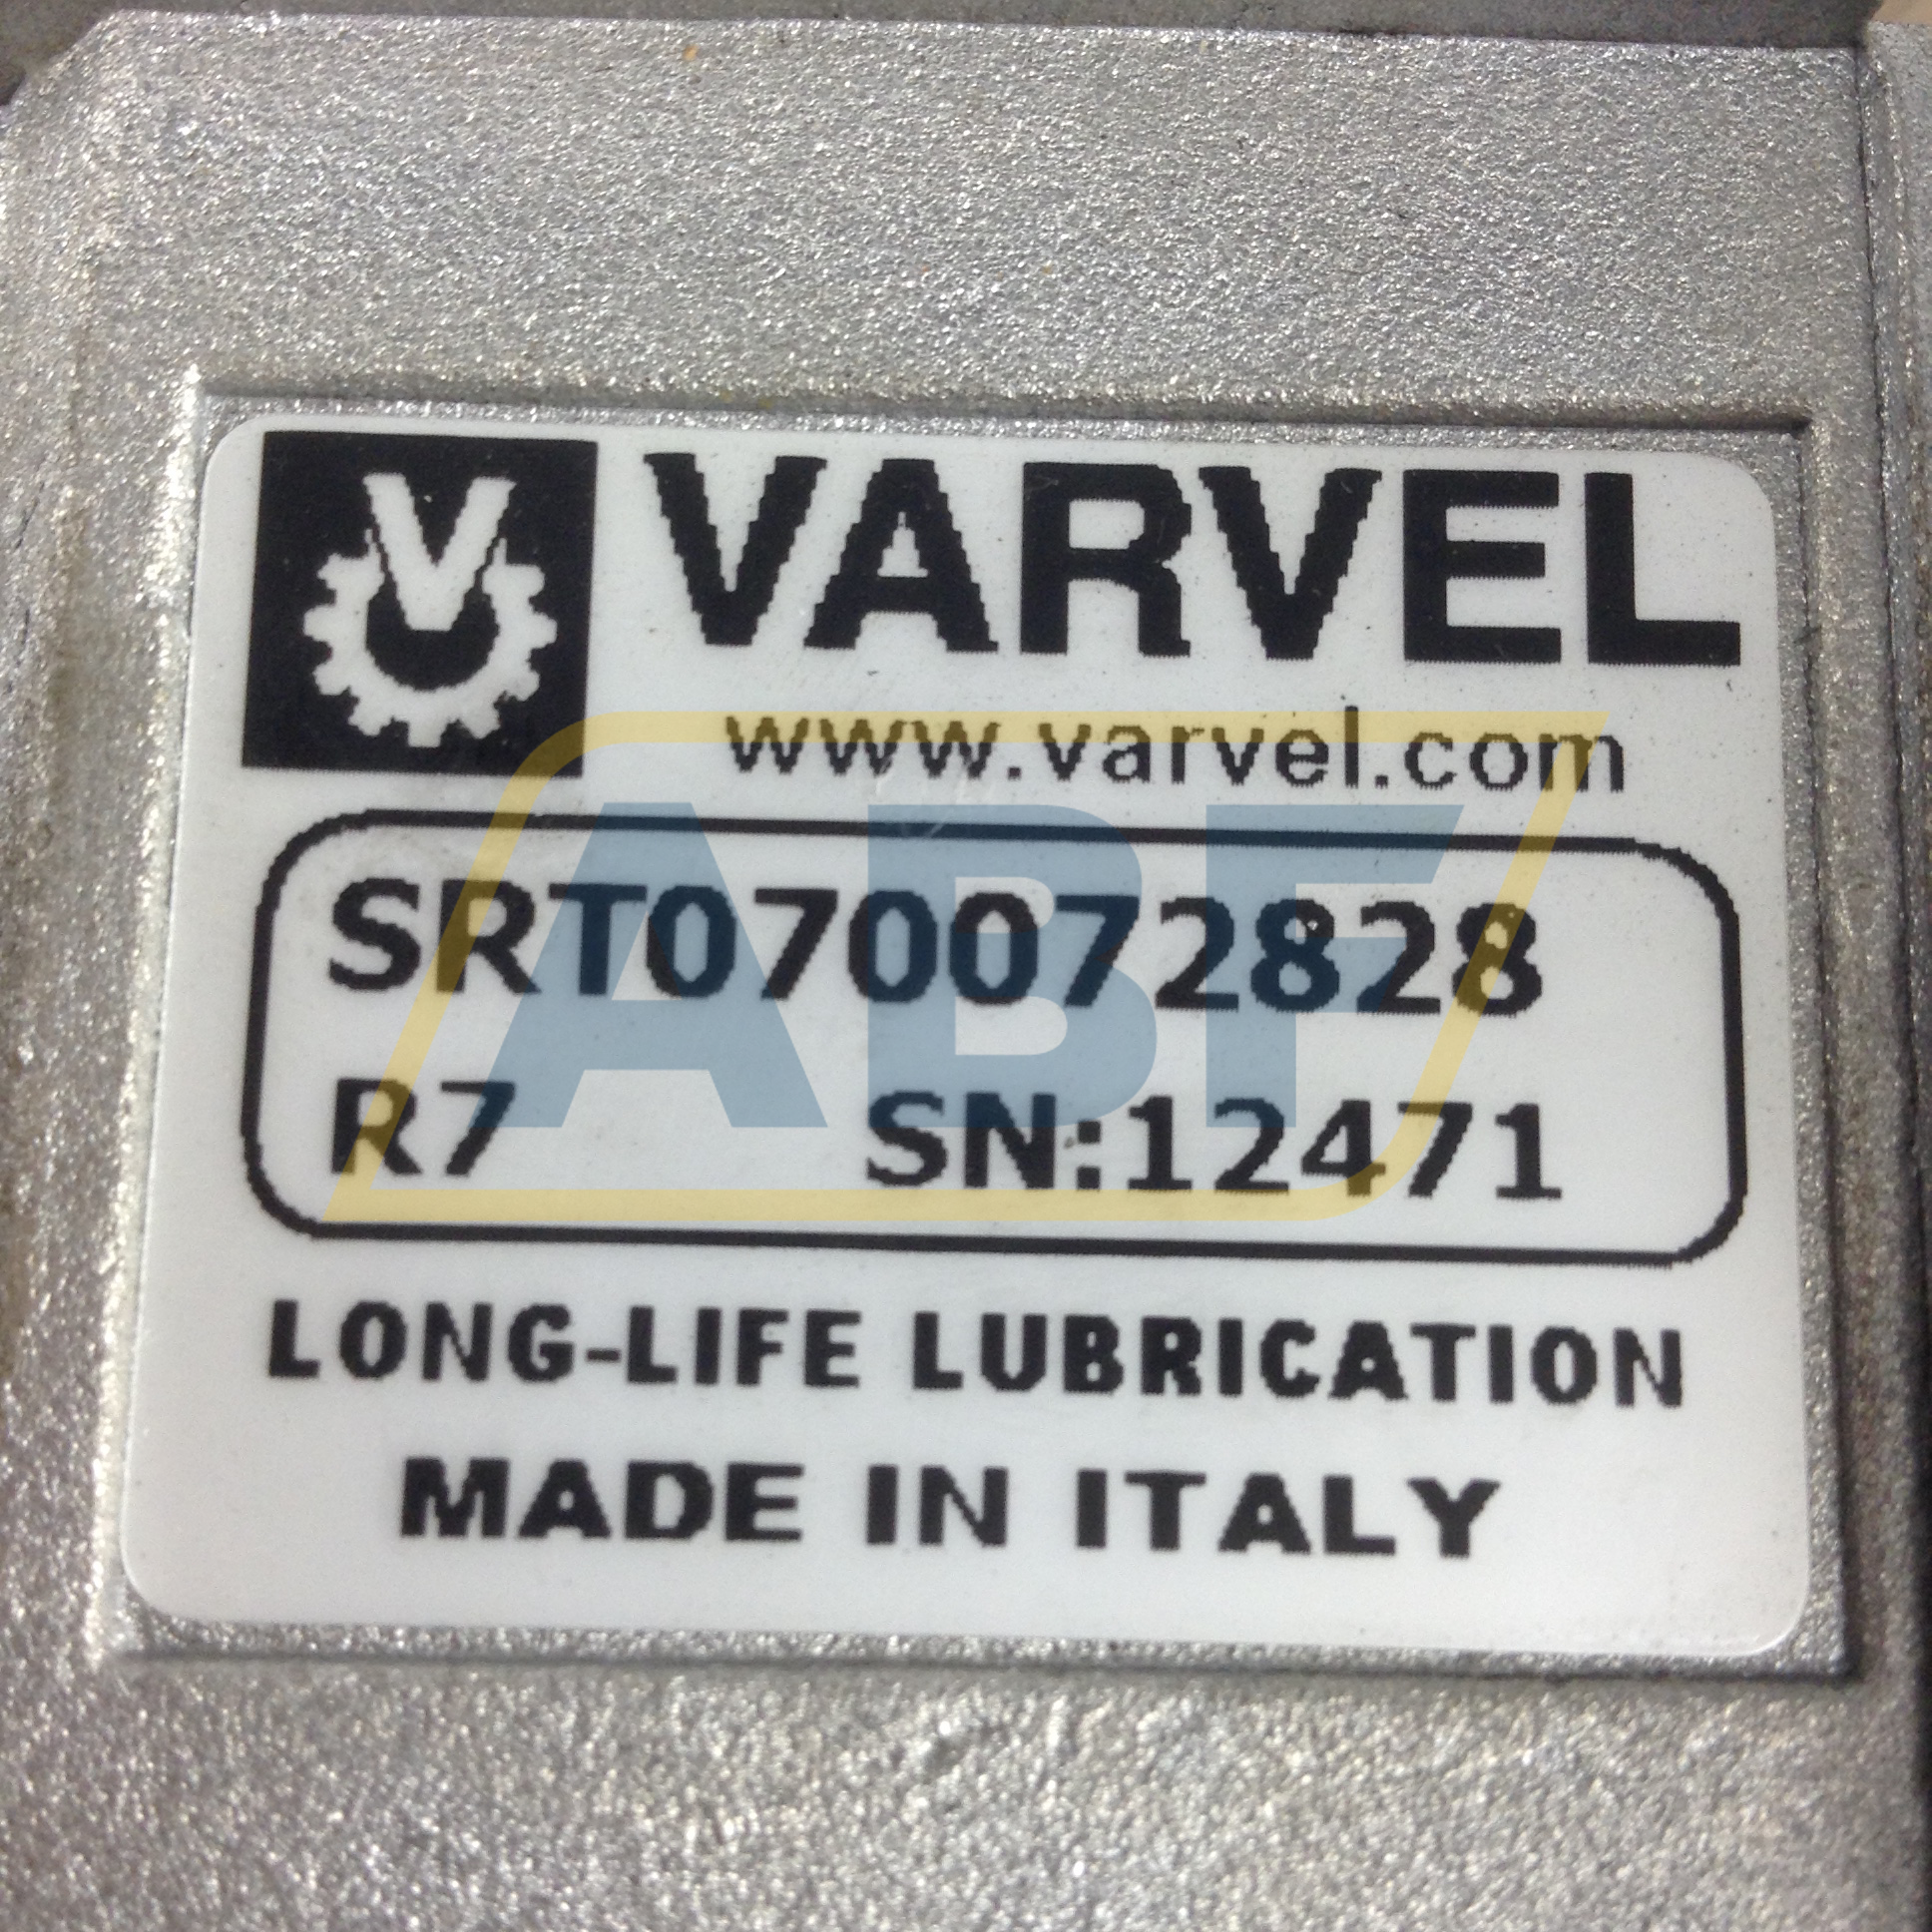 V VARVEL
www.varvel.com
SRT070072828
R7 SN:12471
LONG-LIFE LUBRICATION
MADE IN ITALY
ABF